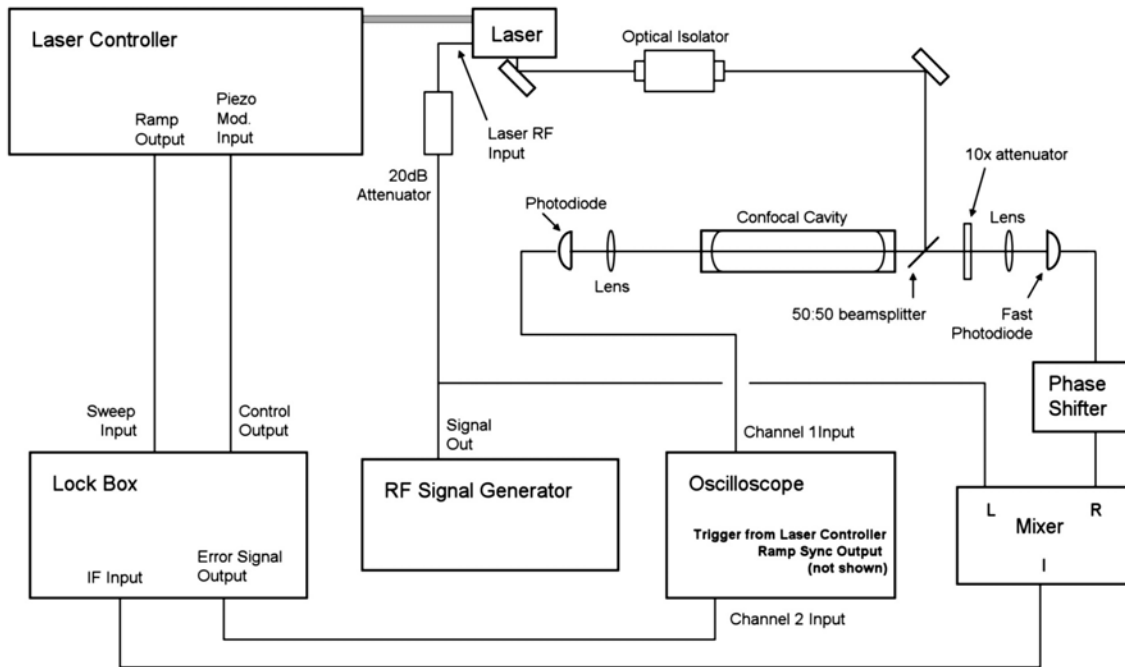 Laser Controller
Ramp
Output
Piezo
Mod.
Input
Laser
Optical Isolator
Laser RF
Input
20dB
Attenuator
10x attenuator
Photodiode
Confocal Cavity
Lens
Lens
50:50 beamsplitter
Fast
Photodiode
Phase
Shifter
Sweep
Input
Control
Output
Signal
Out
Channel 1Input
Lock Box
RF Signal Generator
Oscilloscope
Trigger from Laser Controller
Ramp Sync Output
(not shown)
L
R
Mixer
I
IF Input
Error Signal
Output
Channel 2 Input